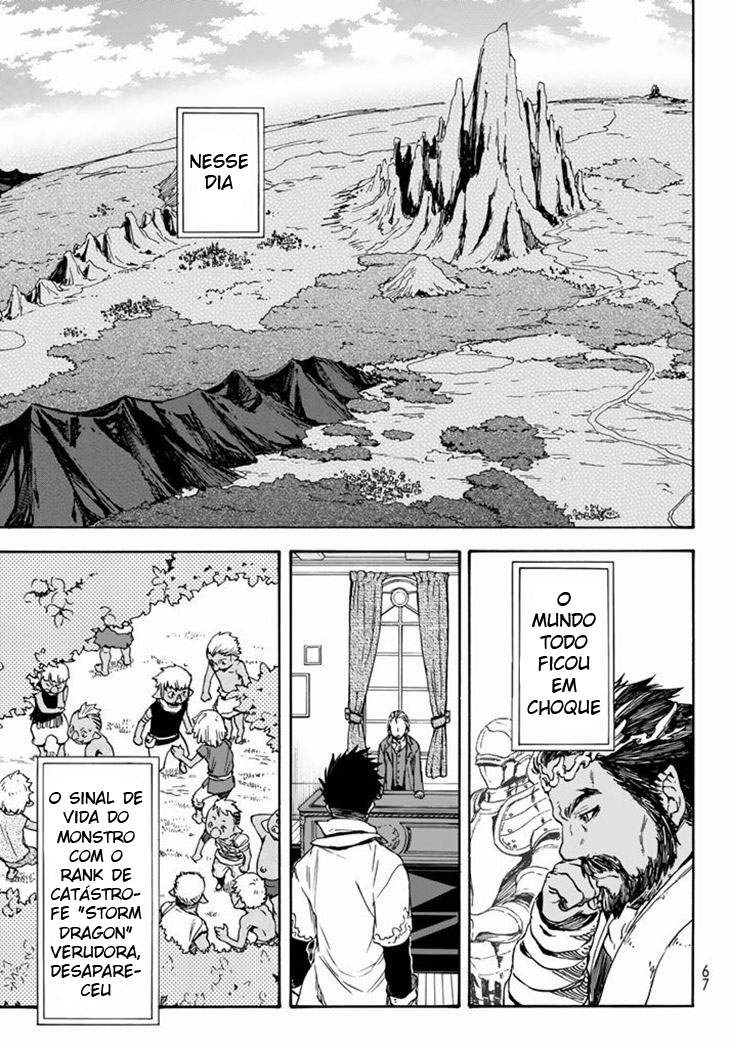 NESSE
DIA
O
MUNDO
TODO
FICOU
EM
CHOQUE
O SINAL DE
VIDA DO
MONSTRO
COM O
RANK DE
CATÁSTRO-
FE "STORM
DRAGON"
VERUDORA,
DESAPARE-
CEU
67